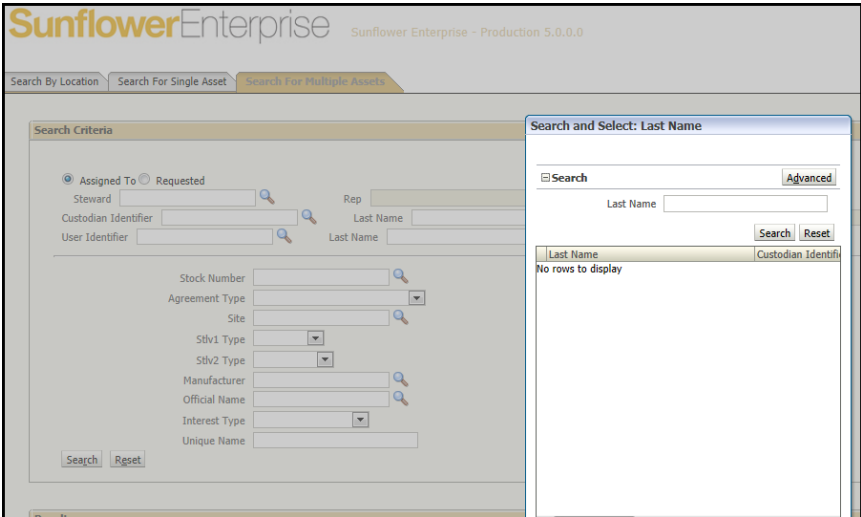 SunflowerEnterprise Sunflower Enterprise - Production 5.0.0.0
Search By Location Search For Single Asset Search For Multiple Assets
Search Criteria
Assigned To Requested
Steward Rep
Custodian Identifier Last Name
User Identifier Last Name
Stock Number
Agreement Type
Site
Stlv1 Type
Stlv2 Type
Manufacturer
Official Name
Interest Type
Unique Name
Search Reset
Search and Select: Last Name
Search Advanced
Last Name
Search Reset
Last Name Custodian Identifi
No rows to display